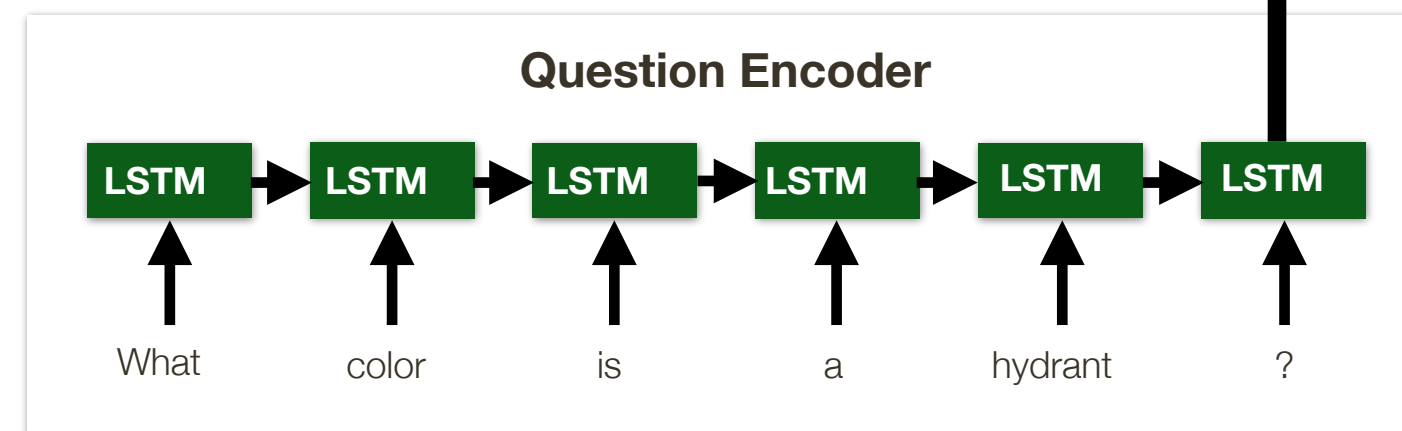 Question Encoder
LSTM LSTM LSTM LSTM LSTM LSTM
What color is a hydrant ?